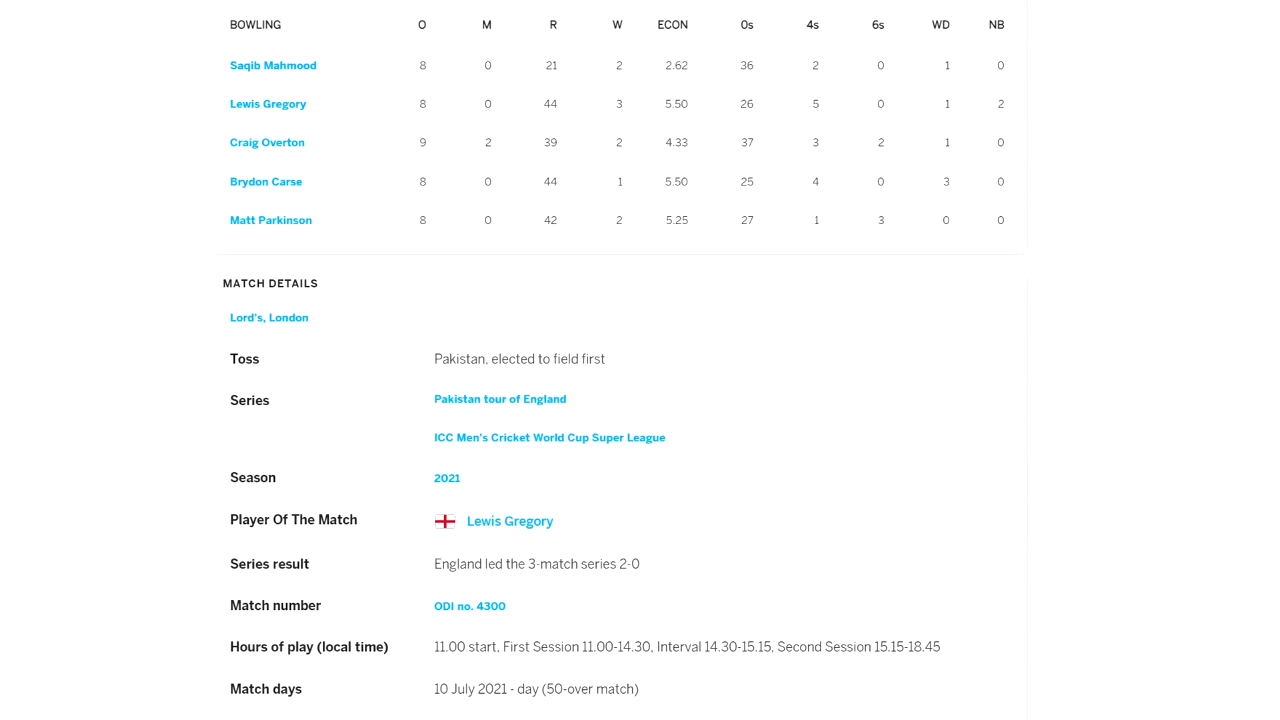 BOWLING O M R W ECON 0s 4s 6s WD NB
Saqib Mahmood 8 0 21 2 2.62 36 2 0 1 0
Lewis Gregory 8 0 44 3 5.50 26 5 0 1 2
Craig Overton 9 2 39 2 4.33 37 3 2 1 0
Brydon Carse 8 0 44 1 5.50 25 4 0 3 0
Matt Parkinson 8 0 42 2 5.25 27 1 3 0 0
MATCH DETAILS
Lord's, London
Toss Pakistan, elected to field first
Series Pakistan tour of England
ICC Men's Cricket World Cup Super League
Season 2021
Player Of The Match Lewis Gregory
Series result England led the 3-match series 2-0
Match number ODI no. 4300
Hours of play (local time) 11.00 start, First Session 11.00-14.30, Interval 14.30-15.15, Second Session 15.15-18.45
Match days 10 July 2021 - day (50-over match)